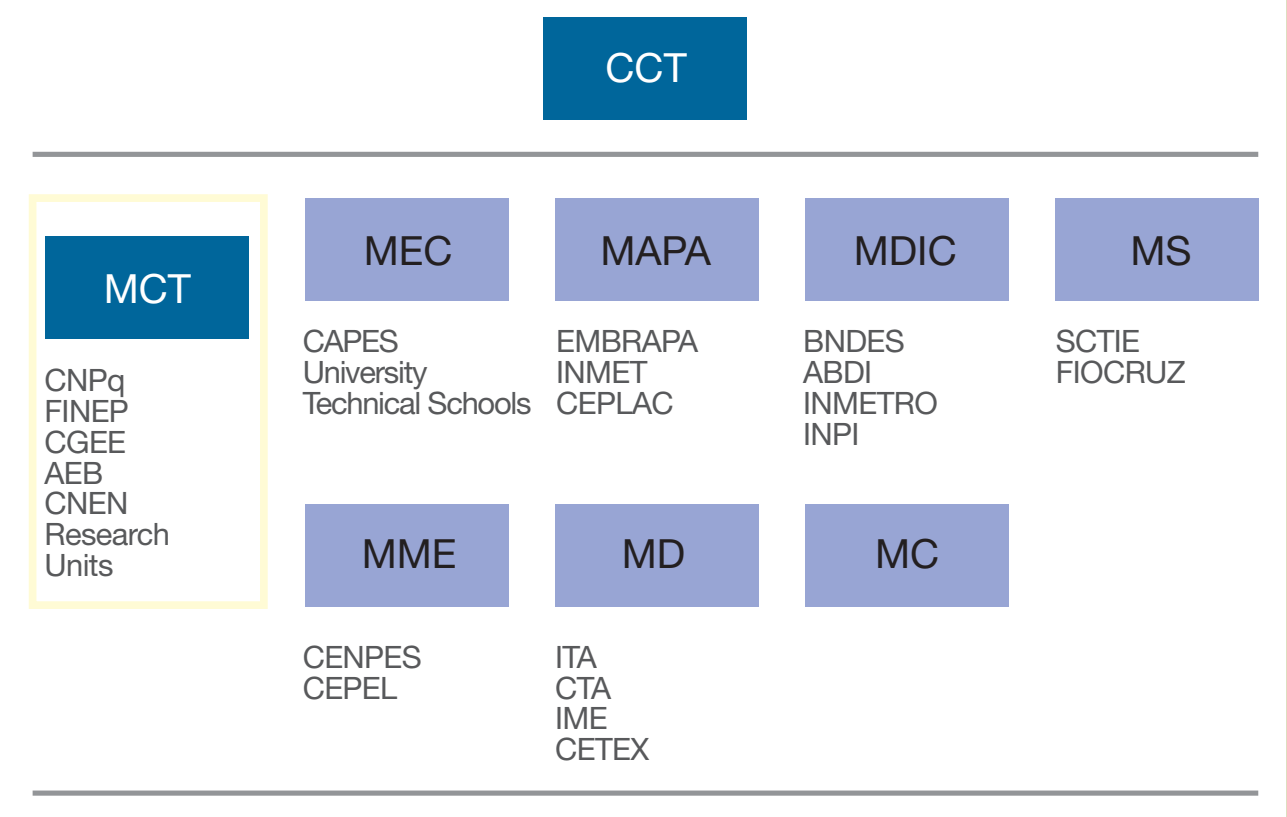 CCT
MCT
CNPq
FINEP
CGEE
AEB
CNEN
Research
Units
MEC
CAPES
University
Technical Schools
MAPA
EMBRAPA
INMET
CEPLAC
MDIC
BNDES
ABDI
INMETRO
INPI
MS
SCTIE
FIOCRUZ
MME
CENPES
CEPEL
MD
ITA
CTA
IME
CETEX
MC